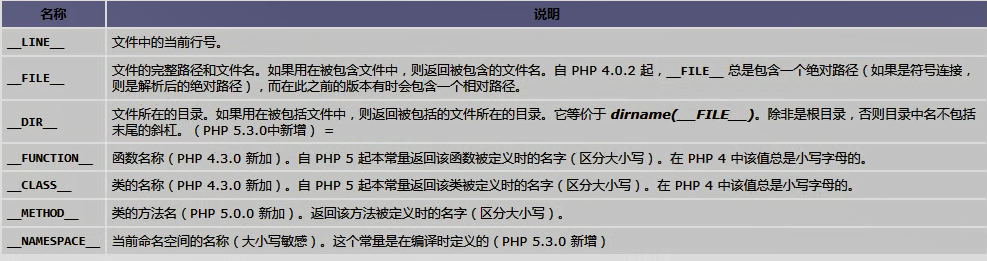 名称 说明
__LINE__ 文件中的当前行号。
__FILE__ 文件的完整路径和文件名。如果用在被包含文件中，则返回被包含的文件名。自 PHP 4.0.2 起，__FILE__ 总是包含一个绝对路径（如果是符号连接，
则是解析后的绝对路径），而在此之前的版本有时会包含一个相对路径。
__DIR__ 文件所在的目录。如果用在被包括文件中，则返回被包括的文件所在的目录。它等价于 dirname(__FILE__)。除非是根目录，否则目录中名不包括
末尾的斜杠。（PHP 5.3.0中新增） =
__FUNCTION__ 函数名称（PHP 4.3.0 新加）。自 PHP 5 起本常量返回该函数被定义时的名字（区分大小写）。在 PHP 4 中该值总是小写字母的。
__CLASS__ 类的名称（PHP 4.3.0 新加）。自 PHP 5 起本常量返回该类被定义时的名字（区分大小写）。在 PHP 4 中该值总是小写字母的。
__METHOD__ 类的方法名（PHP 5.0.0 新加）。返回该方法被定义时的名字（区分大小写）。
__NAMESPACE__ 当前命名空间的名称（大小写敏感）。这个常量是在编译时定义的（PHP 5.3.0 新增）